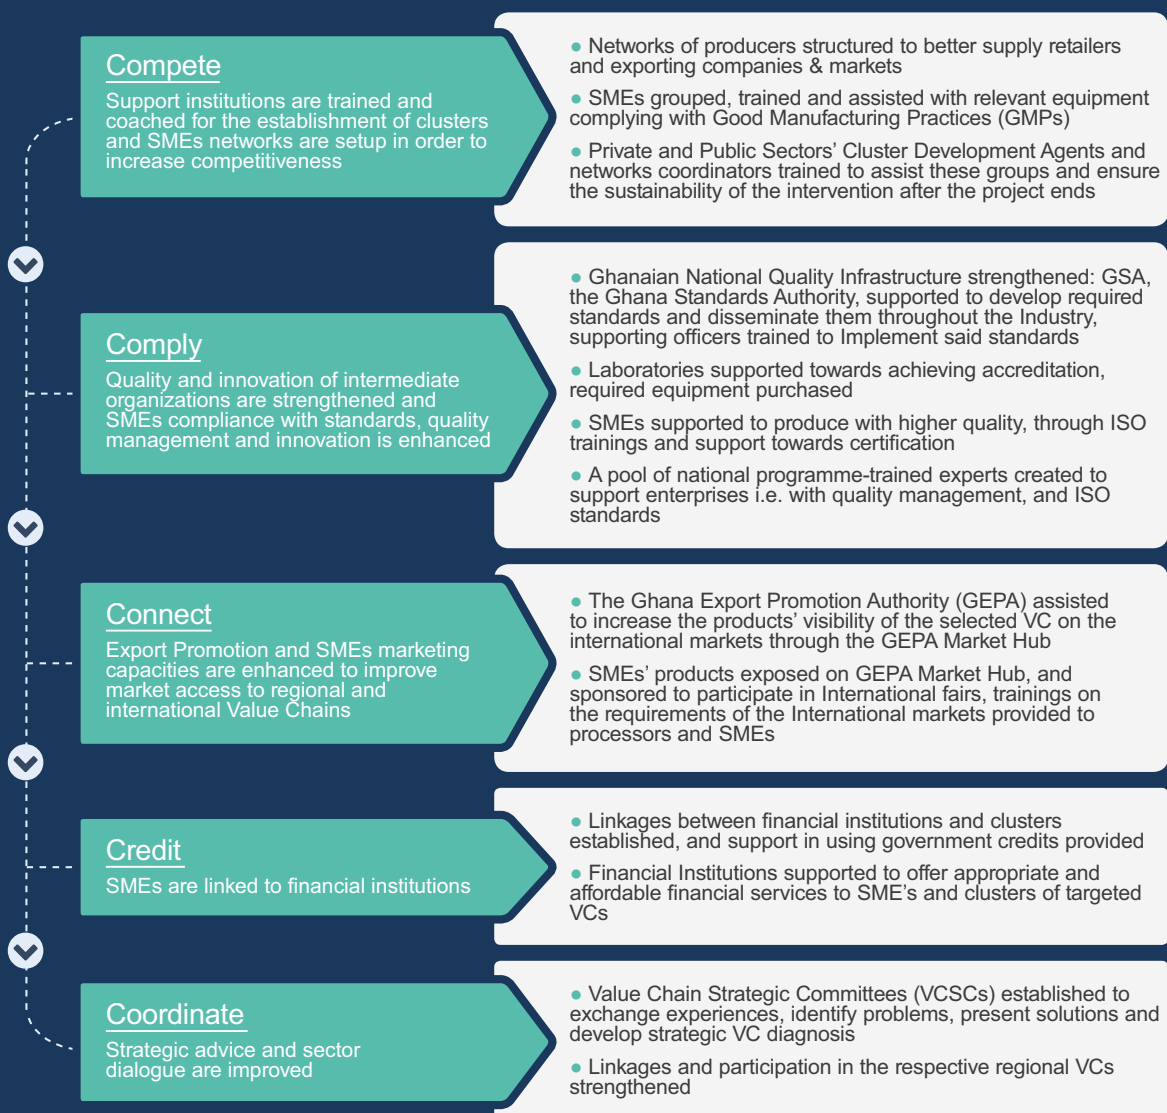 Compete
Support institutions are trained and
coached for the establishment of clusters
and SMEs networks are setup in order to
increase competitiveness
● Networks of producers structured to better supply retailers
and exporting companies & markets
● SMEs grouped, trained and assisted with relevant equipment
complying with Good Manufacturing Practices (GMPs)
● Private and Public Sectors' Cluster Development Agents and
networks coordinators trained to assist these groups and ensure
the sustainability of the intervention after the project ends
Comply
Quality and innovation of intermediate
organizations are strengthened and
SMEs compliance with standards, quality
management and innovation is enhanced
● Ghanaian National Quality Infrastructure strengthened: GSA,
the Ghana Standards Authority, supported to develop required
standards and disseminate them throughout the Industry,
supporting officers trained to Implement said standards
● Laboratories supported towards achieving accreditation,
required equipment purchased
● SMEs supported to produce with higher quality, through ISO
trainings and support towards certification
● A pool of national programme-trained experts created to
support enterprises i.e. with quality management, and ISO
standards
Connect
Export Promotion and SMEs marketing
capacities are enhanced to improve
market access to regional and
international Value Chains
● The Ghana Export Promotion Authority (GEPA) assisted
to increase the products' visibility of the selected VC on the
international markets through the GEPA Market Hub
● SMEs' products exposed on GEPA Market Hub, and
sponsored to participate in International fairs, trainings on
the requirements of the International markets provided to
processors and SMEs
Credit
SMEs are linked to financial institutions
● Linkages between financial institutions and clusters
established, and support in using government credits provided
● Financial Institutions supported to offer appropriate and
affordable financial services to SME's and clusters of targeted
VCs
Coordinate
Strategic advice and sector
dialogue are improved
● Value Chain Strategic Committees (VCSCs) established to
exchange experiences, identify problems, present solutions and
develop strategic VC diagnosis
● Linkages and participation in the respective regional VCs
strengthened